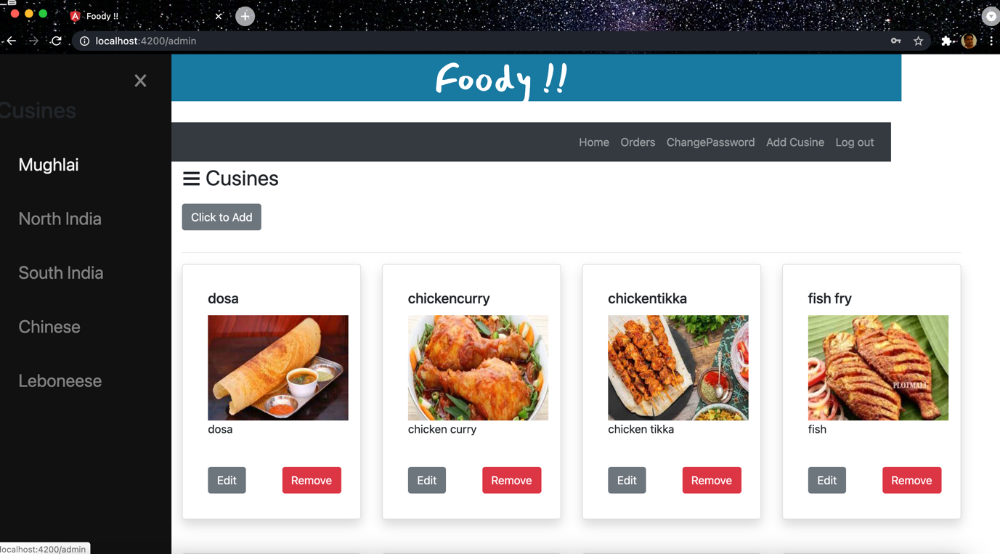 Foody !!
localhost:4200/admin
Foody !!
Cusines
Home Orders ChangePassword Add Cusine Log out
Mughlai
North India
South India
Chinese
Leboneese
Cusines
Click to Add
dosa
dosa
Edit Remove
chickencurry
chicken curry
Edit Remove
chickentikka
chicken tikka
Edit Remove
fish fry
PLOTMALL
fish
Edit Remove
localhost:4200/admin